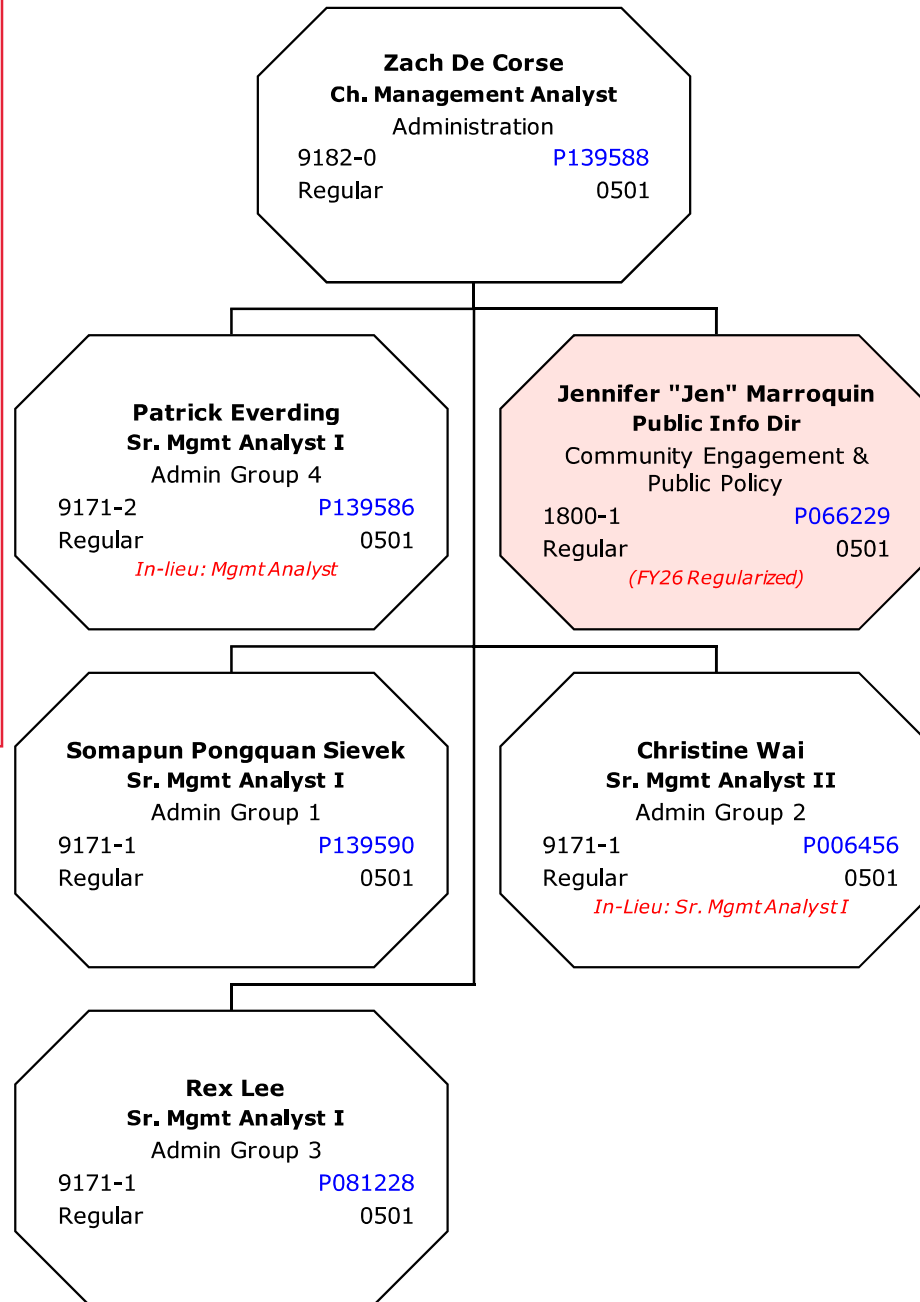 Zach De Corse
Ch. Management Analyst
Administration
9182-0 P139588
Regular 0501
Patrick Everding
Sr. Mgmt Analyst I
Admin Group 4
9171-2 P139586
Regular 0501
In-lieu: Mgmt Analyst
Jennifer "Jen" Marroquin
Public Info Dir
Community Engagement &
Public Policy
1800-1 P066229
Regular 0501
(FY26 Regularized)
Somapun Pongquan Sievek
Sr. Mgmt Analyst I
Admin Group 1
9171-1 P139590
Regular 0501
Christine Wai
Sr. Mgmt Analyst II
Admin Group 2
9171-1 P006456
Regular 0501
In-Lieu: Sr. Mgmt Analyst I
Rex Lee
Sr. Mgmt Analyst I
Admin Group 3
9171-1 P081228
Regular 0501